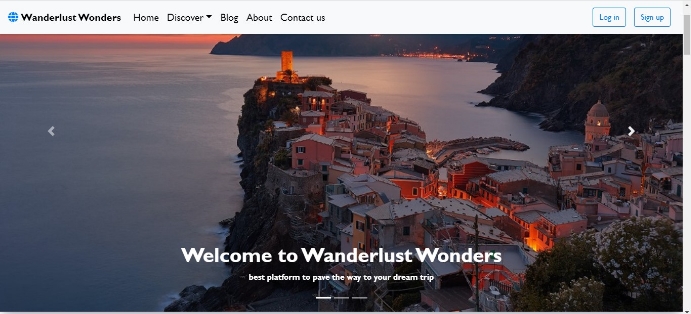 Wanderlust Wonders Home Discover Blog About Contact us Log in Sign up
Welcome to Wanderlust Wonders
best platform to pave the way to your dream trip